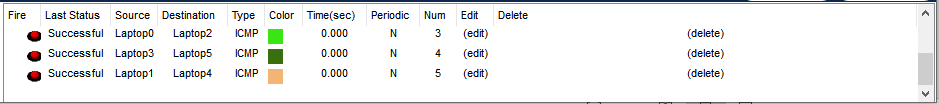 Fire Last Status Source Destination Type Color Time(sec) Periodic Num Edit Delete
Successful Laptop0 Laptop2 ICMP 0.000 N 3 (edit) (delete)
Successful Laptop3 Laptop5 ICMP 0.000 N 4 (edit) (delete)
Successful Laptop1 Laptop4 ICMP 0.000 N 5 (edit) (delete)